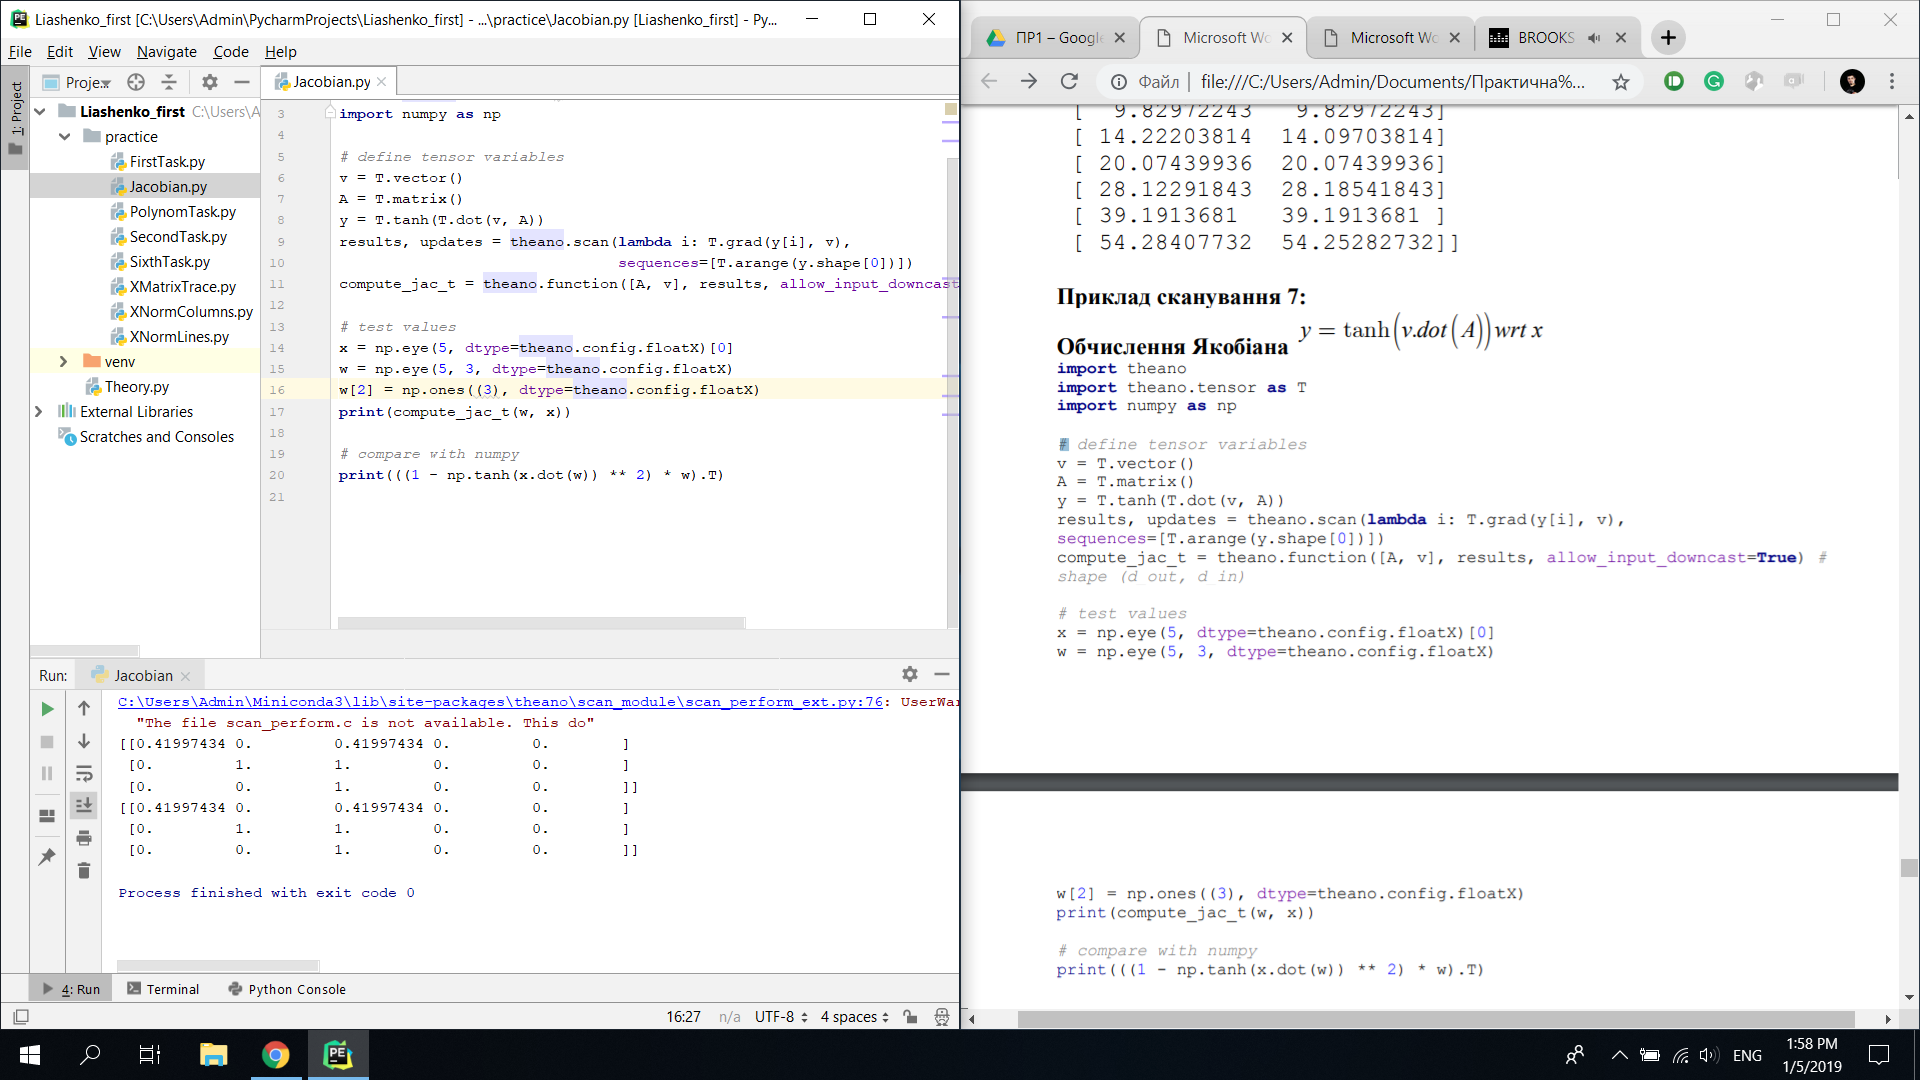 Liashenko_first [C:\Users\Admin\PycharmProjects\Liashenko_first] - ...\practice\Jacobian.py [Liashenko_first] - Py...
File Edit View Navigate Code Help
1: Project
Proje
Liashenko_first C:\Users\A
practice
FirstTask.py
Jacobian.py
PolynomTask.py
SecondTask.py
SixthTask.py
XMatrixTrace.py
XNormColumns.py
XNormLines.py
venv
Theory.py
External Libraries
Scratches and Consoles
Jacobian.py
3 import numpy as np
4
5 # define tensor variables
6 v = T.vector()
7 A = T.matrix()
8 y = T.tanh(T.dot(v, A))
9 results, updates = theano.scan(lambda i: T.grad(y[i], v),
10 sequences=[T.arange(y.shape[0])])
11 compute_jac_t = theano.function([A, v], results, allow_input_downcast
12
13 # test values
14 x = np.eye(5, dtype=theano.config.floatX)[0]
15 w = np.eye(5, 3, dtype=theano.config.floatX)
16 w[2] = np.ones((3), dtype=theano.config.floatX)
17 print(compute_jac_t(w, x))
18
19 # compare with numpy
20 print(((1 - np.tanh(x.dot(w)) ** 2) * w).T)
21
Run: Jacobian
C:\Users\Admin\Miniconda3\lib\site-packages\theano\scan_module\scan_perform_ext.py:76: UserWar
"The file scan_perform.c is not available. This do"
[[0.41997434 0. 0.41997434 0. 0. ]
[0. 1. 1. 0. 0. ]
[0. 0. 1. 0. 0. ]]
[[0.41997434 0. 0.41997434 0. 0. ]
[0. 1. 1. 0. 0. ]
[0. 0. 1. 0. 0. ]]
Process finished with exit code 0
4: Run Terminal Python Console
16:27 n/a UTF-8 4 spaces
ПР1 – Google
Microsoft Wo
Microsoft Wo
BROOKS
Файл | file:///C:/Users/Admin/Documents/Практична%...
[ 9.82972243 9.82972243]
[ 14.22203814 14.09703814]
[ 20.07439936 20.07439936]
[ 28.12291843 28.18541843]
[ 39.1913681 39.1913681 ]
[ 54.28407732 54.25282732]]
Приклад сканування 7:
y = tanh(v.dot(A)) wrt x
Обчислення Якобіана
import theano
import theano.tensor as T
import numpy as np
# define tensor variables
v = T.vector()
A = T.matrix()
y = T.tanh(T.dot(v, A))
results, updates = theano.scan(lambda i: T.grad(y[i], v),
sequences=[T.arange(y.shape[0])])
compute_jac_t = theano.function([A, v], results, allow_input_downcast=True) #
shape (d_out, d_in)
# test values
x = np.eye(5, dtype=theano.config.floatX)[0]
w = np.eye(5, 3, dtype=theano.config.floatX)
w[2] = np.ones((3), dtype=theano.config.floatX)
print(compute_jac_t(w, x))
# compare with numpy
print(((1 - np.tanh(x.dot(w)) ** 2) * w).T)
ENG
1:58 PM
1/5/2019